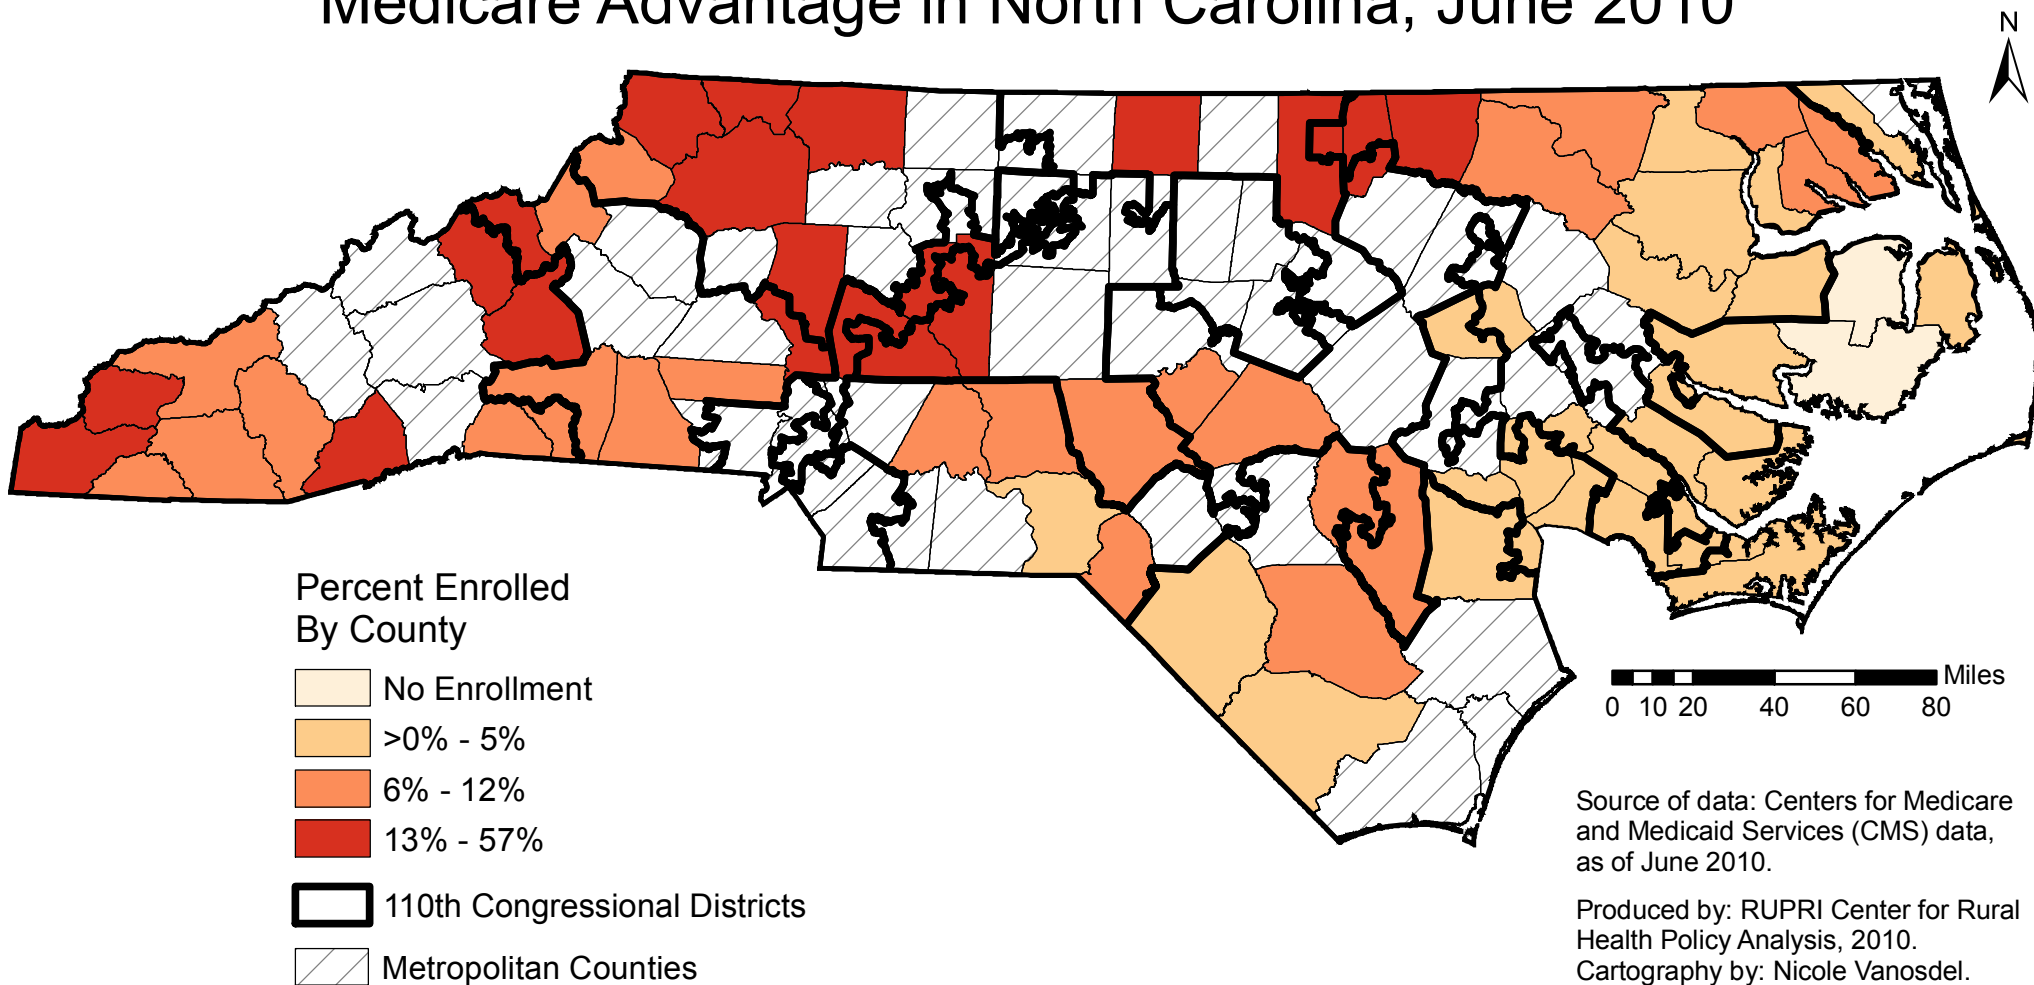 Medicare Advantage in North Carolina, June 2010
N
Percent Enrolled
By County
No Enrollment
>0% - 5%
6% - 12%
13% - 57%
110th Congressional Districts
Metropolitan Counties
Miles
0 10 20 40 60 80
Source of data: Centers for Medicare
and Medicaid Services (CMS) data,
as of June 2010.
Produced by: RUPRI Center for Rural
Health Policy Analysis, 2010.
Cartography by: Nicole Vanosdel.